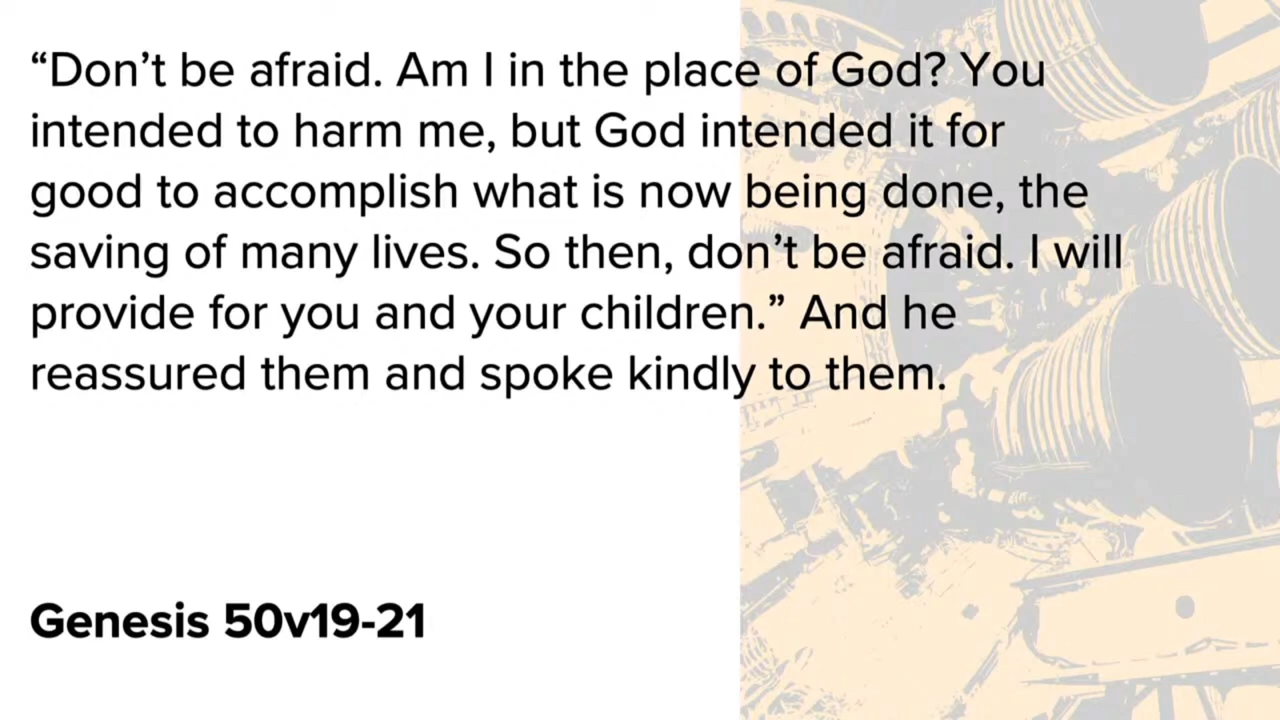 “Don’t be afraid. Am I in the place of God? You
intended to harm me, but God intended it for
good to accomplish what is now being done, the
saving of many lives. So then, don’t be afraid. I will
provide for you and your children.” And he
reassured them and spoke kindly to them.
Genesis 50v19-21